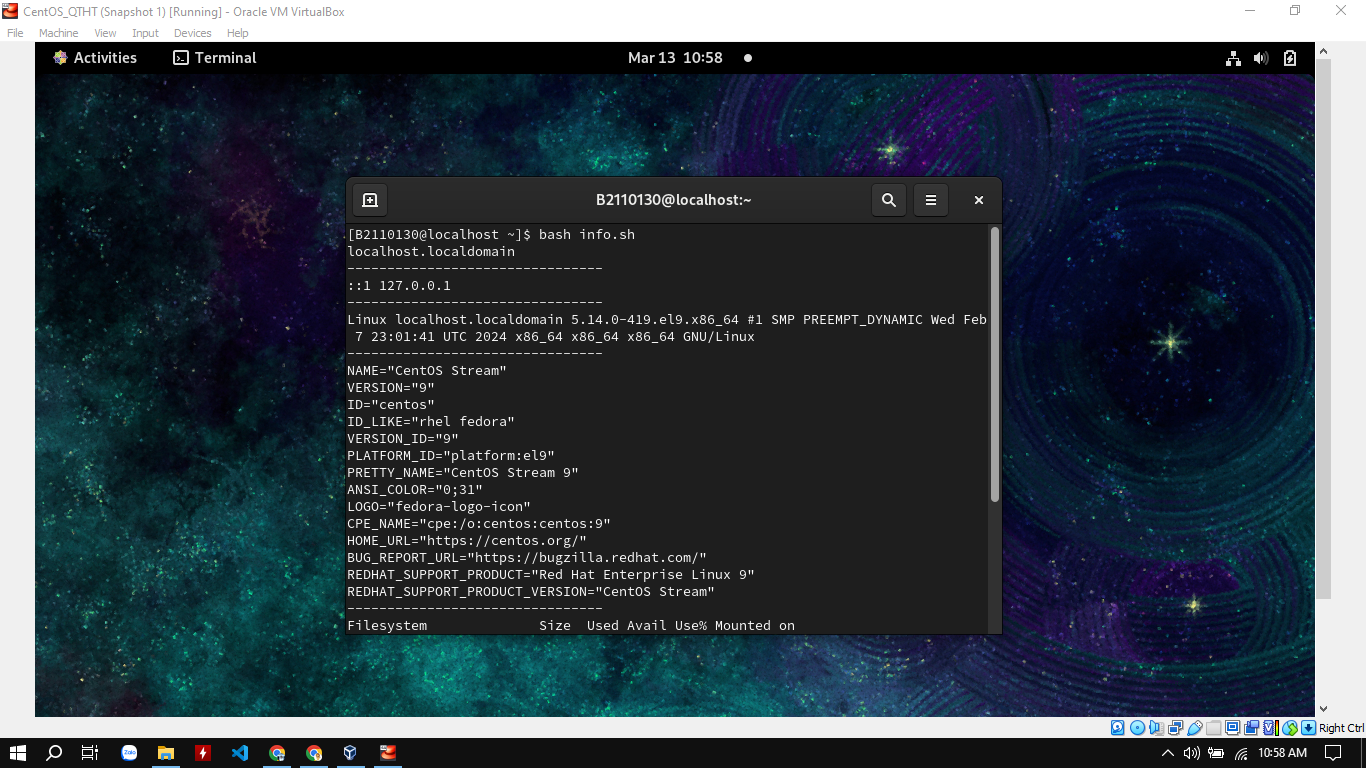 CentOS_QTHT (Snapshot 1) [Running] - Oracle VM VirtualBox
File Machine View Input Devices Help
Activities Terminal Mar 13 10:58
B2110130@localhost:~
[B2110130@localhost ~]$ bash info.sh
localhost.localdomain
--------------------------------
::1 127.0.0.1
--------------------------------
Linux localhost.localdomain 5.14.0-419.el9.x86_64 #1 SMP PREEMPT_DYNAMIC Wed Feb
 7 23:01:41 UTC 2024 x86_64 x86_64 x86_64 GNU/Linux
--------------------------------
NAME="CentOS Stream"
VERSION="9"
ID="centos"
ID_LIKE="rhel fedora"
VERSION_ID="9"
PLATFORM_ID="platform:el9"
PRETTY_NAME="CentOS Stream 9"
ANSI_COLOR="0;31"
LOGO="fedora-logo-icon"
CPE_NAME="cpe:/o:centos:centos:9"
HOME_URL="https://centos.org/"
BUG_REPORT_URL="https://bugzilla.redhat.com/"
REDHAT_SUPPORT_PRODUCT="Red Hat Enterprise Linux 9"
REDHAT_SUPPORT_PRODUCT_VERSION="CentOS Stream"
--------------------------------
Filesystem              Size  Used Avail Use% Mounted on
Right Ctrl
Zalo
10:58 AM